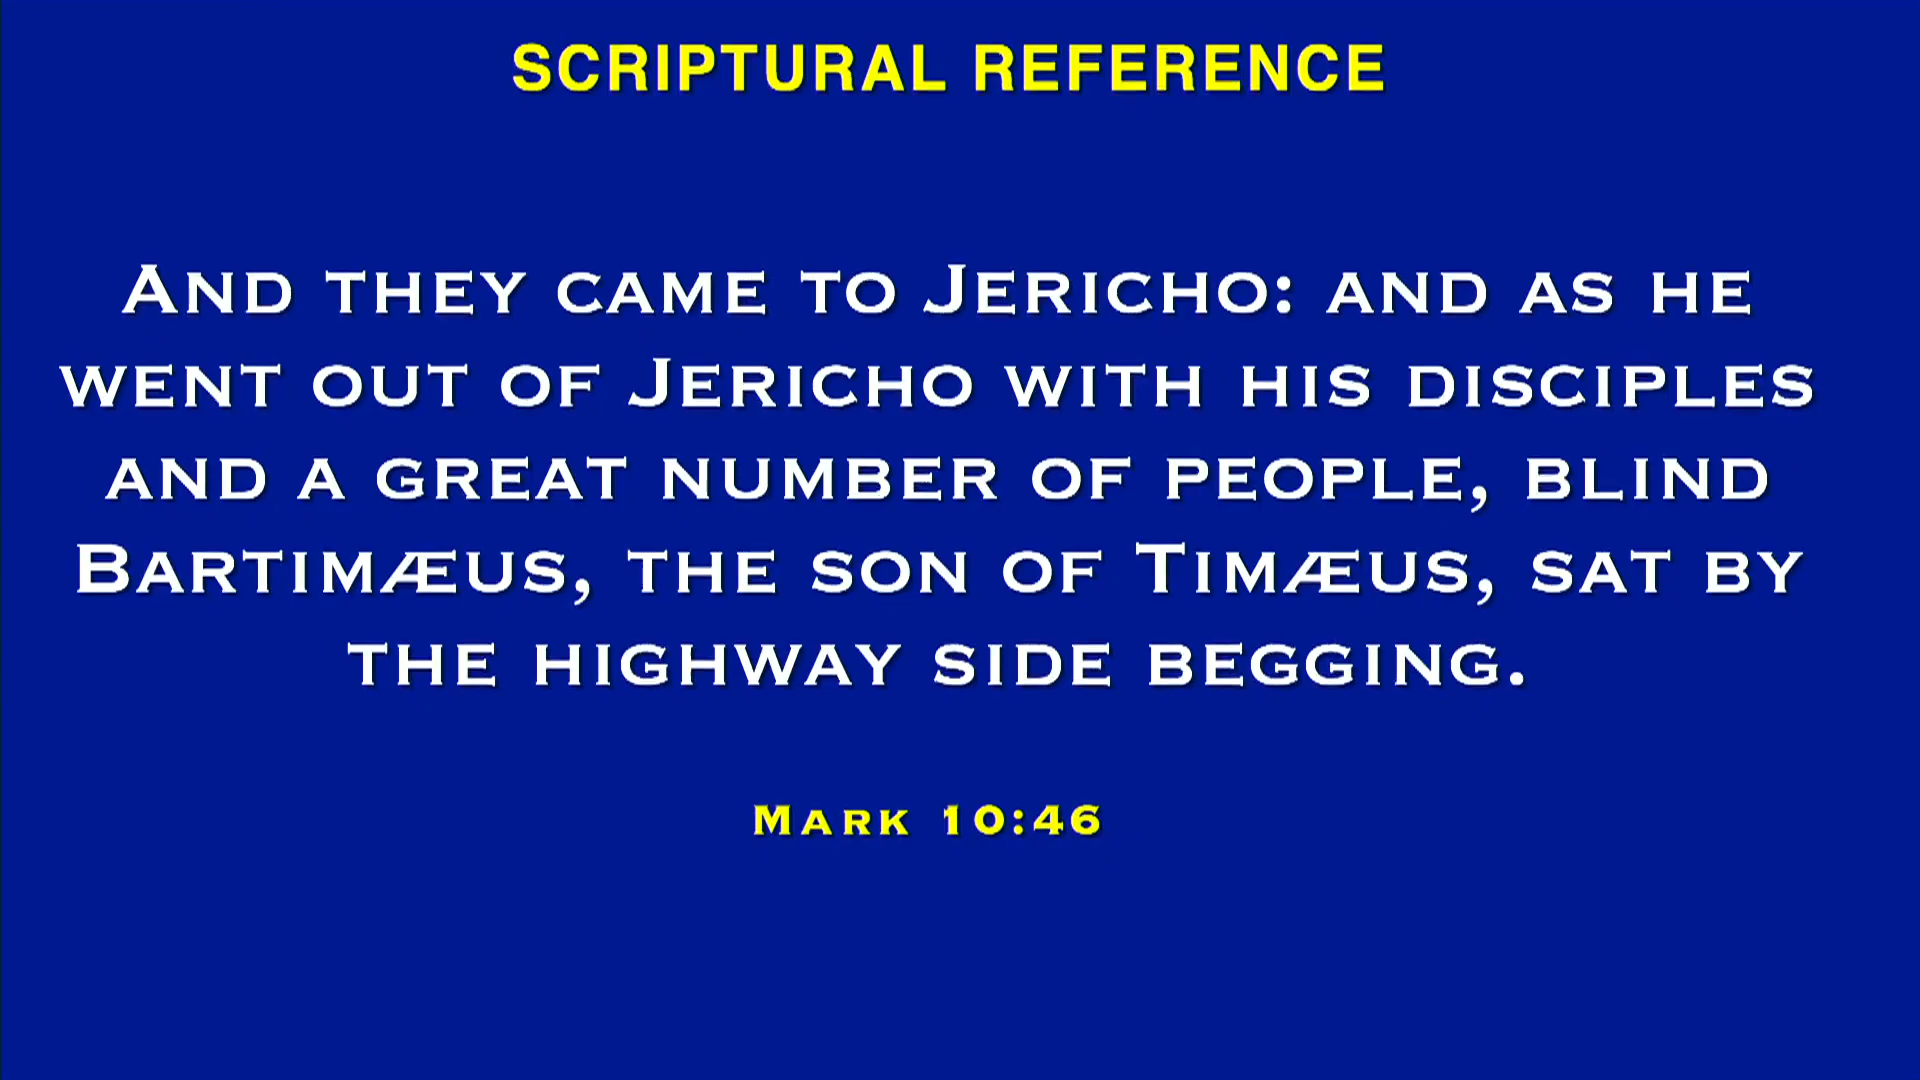 SCRIPTURAL REFERENCE
And they came to Jericho: and as he
went out of Jericho with his disciples
and a great number of people, blind
Bartimæus, the son of Timæus, sat by
the highway side begging.
Mark 10:46